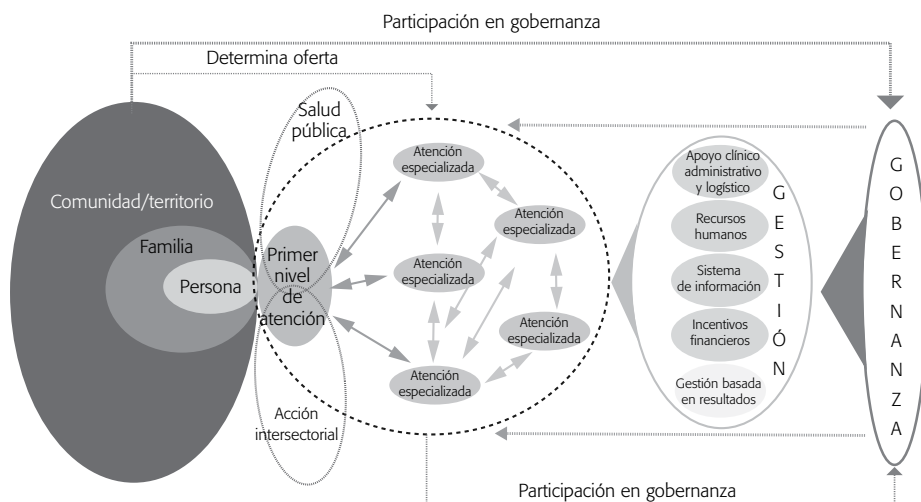 Participación en gobernanza
Determina oferta
Salud
pública
Comunidad/territorio
Familia
Persona
Primer
nivel
de
atención
Acción
intersectorial
Atención
especializada
Atención
especializada
Atención
especializada
Atención
especializada
Atención
especializada
Apoyo clínico
administrativo
y logístico
Recursos
humanos
Sistema
de información
Incentivos
financieros
Gestión basada
en resultados
GESTIÓN
GOBERNANZA
Participación en gobernanza